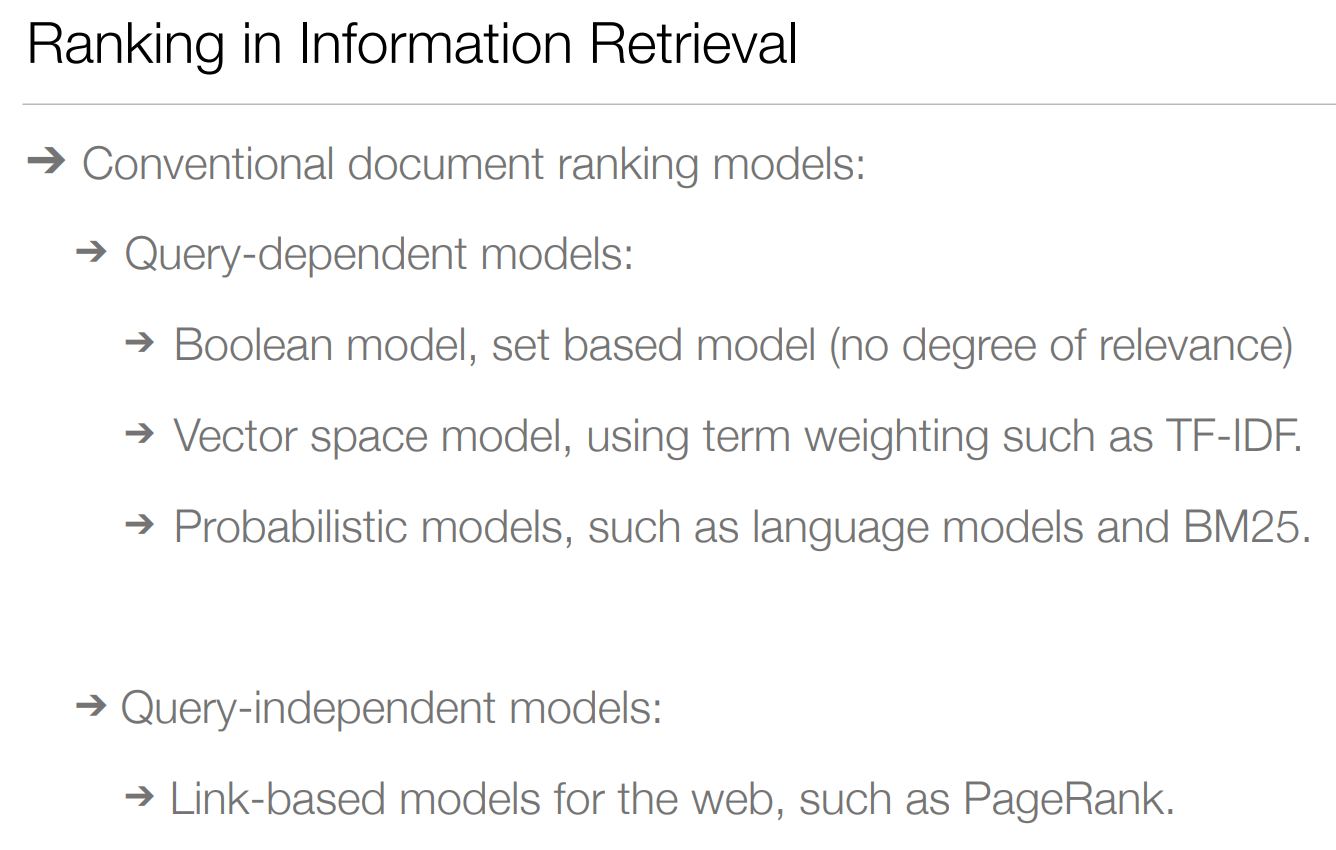 Ranking in Information Retrieval
➔ Conventional document ranking models:
➔ Query-dependent models:
➔ Boolean model, set based model (no degree of relevance)
➔ Vector space model, using term weighting such as TF-IDF.
➔ Probabilistic models, such as language models and BM25.
➔ Query-independent models:
➔ Link-based models for the web, such as PageRank.